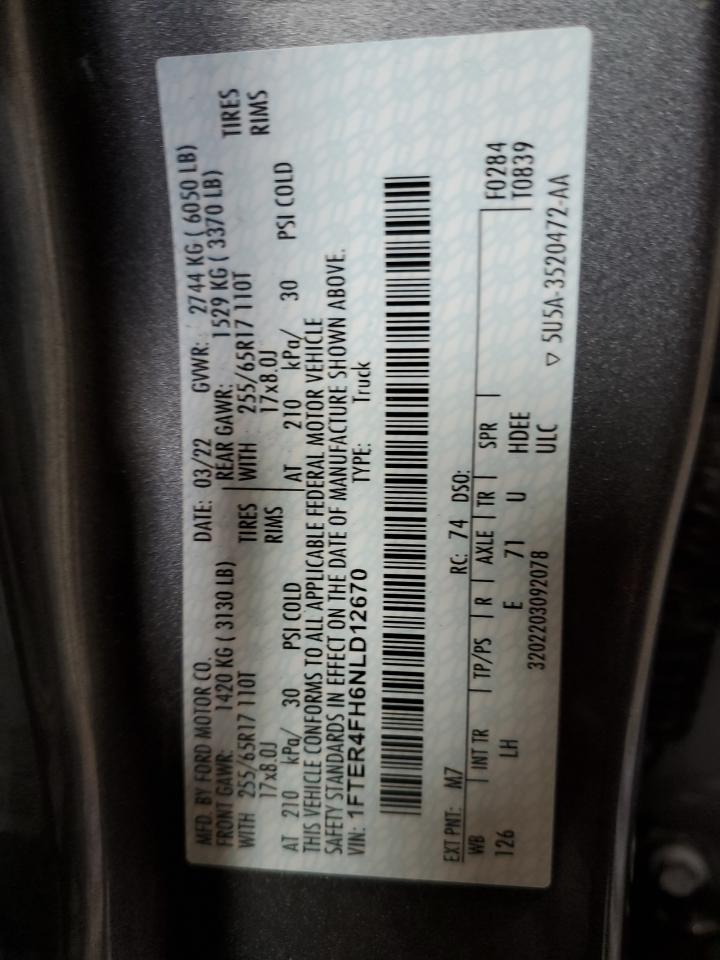 MFD. BY FORD MOTOR CO. DATE: 03/22 GVWR: 2744 KG ( 6050 LB)
FRONT GAWR: 1420 KG ( 3130 LB) REAR GAWR: 1529 KG ( 3370 LB)
WITH 255/65R17 110T TIRES WITH 255/65R17 110T TIRES
17x8.0J RIMS 17x8.0J RIMS
AT 210 kPa/ 30 PSI COLD AT 210 kPa/ 30 PSI COLD
THIS VEHICLE CONFORMS TO ALL APPLICABLE FEDERAL MOTOR VEHICLE
SAFETY STANDARDS IN EFFECT ON THE DATE OF MANUFACTURE SHOWN ABOVE.
VIN: 1FTER4FH6NLD12670 TYPE: Truck
EXT PNT: M7 RC: 74 DSO:
WB INT TR TP/PS R AXLE TR SPR F0284
126 LH E 71 U HDEE T0839
3202203092078 ULC
▽ 5U5A-3520472-AA